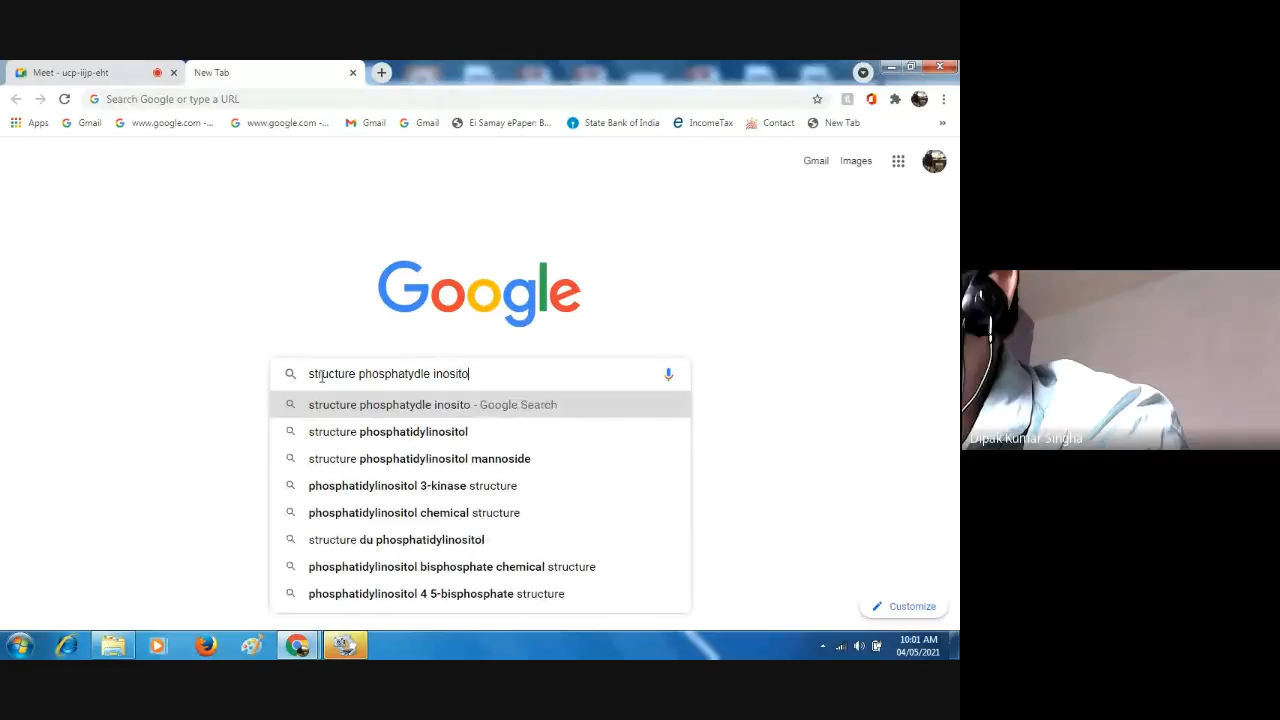 Meet - ucp-iijp-eht
New Tab
Search Google or type a URL
Apps
Gmail
www.google.com -...
www.google.com -...
Gmail
Gmail
Ei Samay ePaper: B...
State Bank of India
IncomeTax
Contact
New Tab
»
Gmail
Images
Google
structure phosphatydle inosito
structure phosphatydle inosito - Google Search
structure phosphatidylinositol
structure phosphatidylinositol mannoside
phosphatidylinositol 3-kinase structure
phosphatidylinositol chemical structure
structure du phosphatidylinositol
phosphatidylinositol bisphosphate chemical structure
phosphatidylinositol 4 5-bisphosphate structure
Customize
Dipak Kumar Singha
10:01 AM
04/05/2021